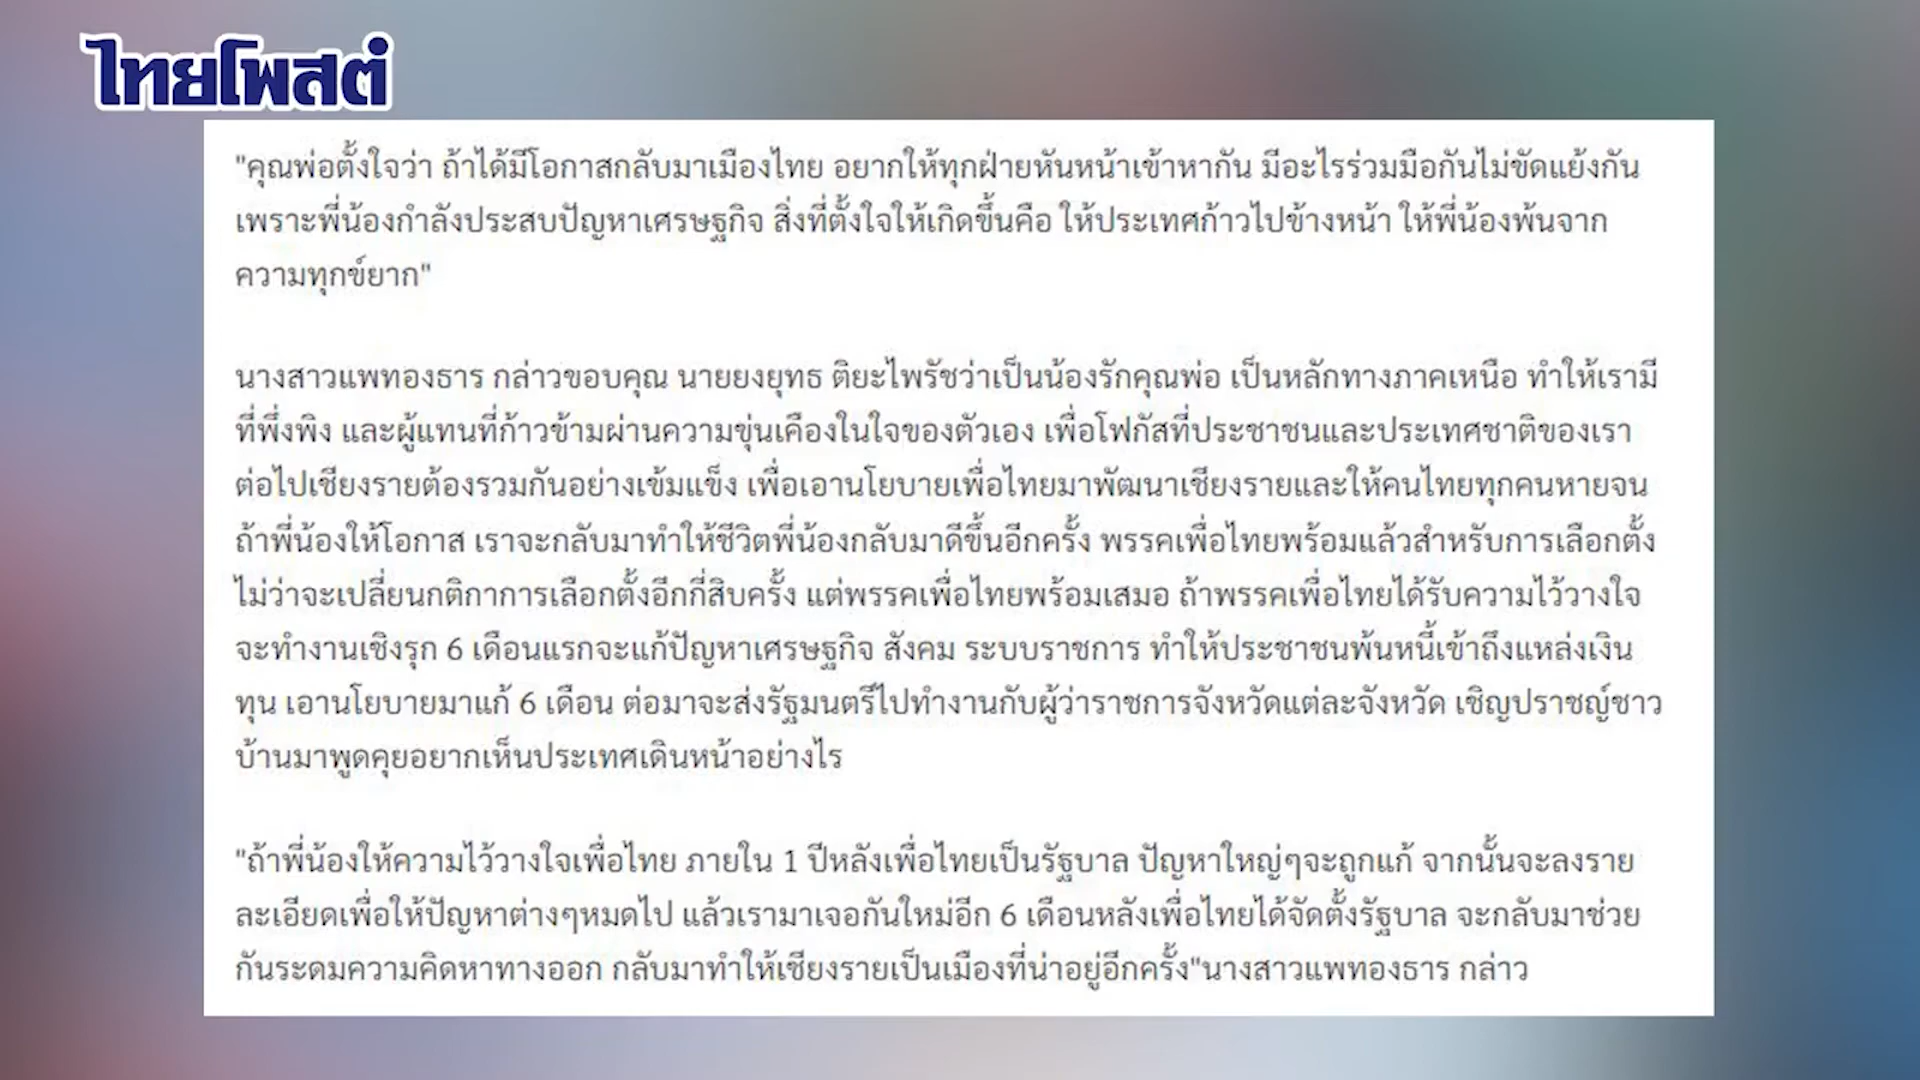 ไทยโพสต์
"คุณพ่อตั้งใจว่า ถ้าได้มีโอกาสกลับมาเมืองไทย อยากให้ทุกฝ่ายหันหน้าเข้าหากัน มีอะไรร่วมมือกันไม่ขัดแย้งกัน
เพราะพี่น้องกำลังประสบปัญหาเศรษฐกิจ สิ่งที่ตั้งใจให้เกิดขึ้นคือ ให้ประเทศก้าวไปข้างหน้า ให้พี่น้องพ้นจาก
ความทุกข์ยาก"
นางสาวแพทองธาร กล่าวขอบคุณ นายยงยุทธ ติยะไพรัชว่าเป็นน้องรักคุณพ่อ เป็นหลักทางภาคเหนือ ทำให้เรามี
ที่พึ่งพิง และผู้แทนที่ก้าวข้ามผ่านความขุ่นเคืองในใจของตัวเอง เพื่อโฟกัสที่ประชาชนและประเทศชาติของเรา
ต่อไปเชียงรายต้องรวมกันอย่างเข้มแข็ง เพื่อเอานโยบายเพื่อไทยมาพัฒนาเชียงรายและให้คนไทยทุกคนหายจน
ถ้าพี่น้องให้โอกาส เราจะกลับมาทำให้ชีวิตพี่น้องกลับมาดีขึ้นอีกครั้ง พรรคเพื่อไทยพร้อมแล้วสำหรับการเลือกตั้ง
ไม่ว่าจะเปลี่ยนกติกาการเลือกตั้งอีกกี่สิบครั้ง แต่พรรคเพื่อไทยพร้อมเสมอ ถ้าพรรคเพื่อไทยได้รับความไว้วางใจ
จะทำงานเชิงรุก 6 เดือนแรกจะแก้ปัญหาเศรษฐกิจ สังคม ระบบราชการ ทำให้ประชาชนพ้นหนี้เข้าถึงแหล่งเงิน
ทุน เอานโยบายมาแก้ 6 เดือน ต่อมาจะส่งรัฐมนตรีไปทำงานกับผู้ว่าราชการจังหวัดแต่ละจังหวัด เชิญปราชญ์ชาว
บ้านมาพูดคุยอยากเห็นประเทศเดินหน้าอย่างไร
"ถ้าพี่น้องให้ความไว้วางใจเพื่อไทย ภายใน 1 ปีหลังเพื่อไทยเป็นรัฐบาล ปัญหาใหญ่ๆจะถูกแก้ จากนั้นจะลงราย
ละเอียดเพื่อให้ปัญหาต่างๆหมดไป แล้วเรามาเจอกันใหม่อีก 6 เดือนหลังเพื่อไทยได้จัดตั้งรัฐบาล จะกลับมาช่วย
กันระดมความคิดหาทางออก กลับมาทำให้เชียงรายเป็นเมืองที่น่าอยู่อีกครั้ง"นางสาวแพทองธาร กล่าว